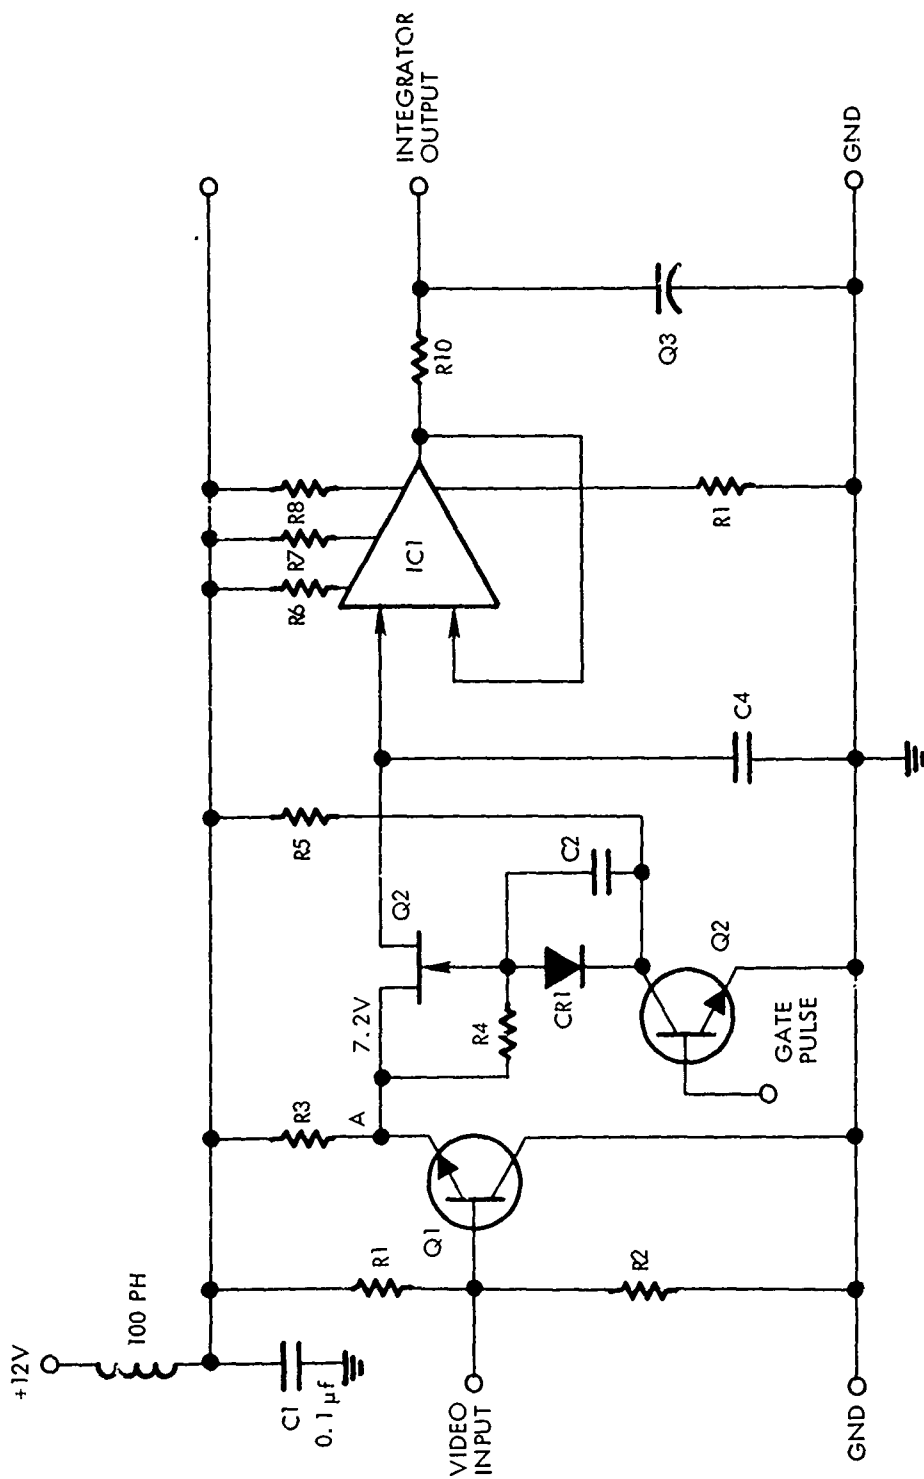 +12V
100 PH
C1
0.1 μf
R3
R5
R6
R7
R8
A
7.2V
Q2
IC1
R10
INTEGRATOR
OUTPUT
R1
Q1
R4
CR1
C2
VIDEO
INPUT
R2
GATE
PULSE
Q2
C4
R1
Q3
GND
GND